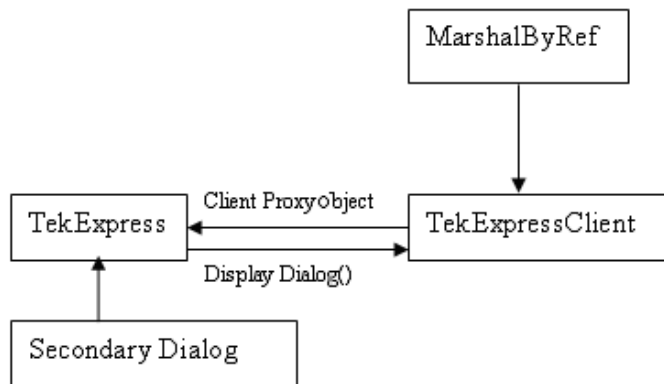 MarshalByRef
Client ProxyObject
TekExpress
TekExpressClient
Display Dialog()
Secondary Dialog